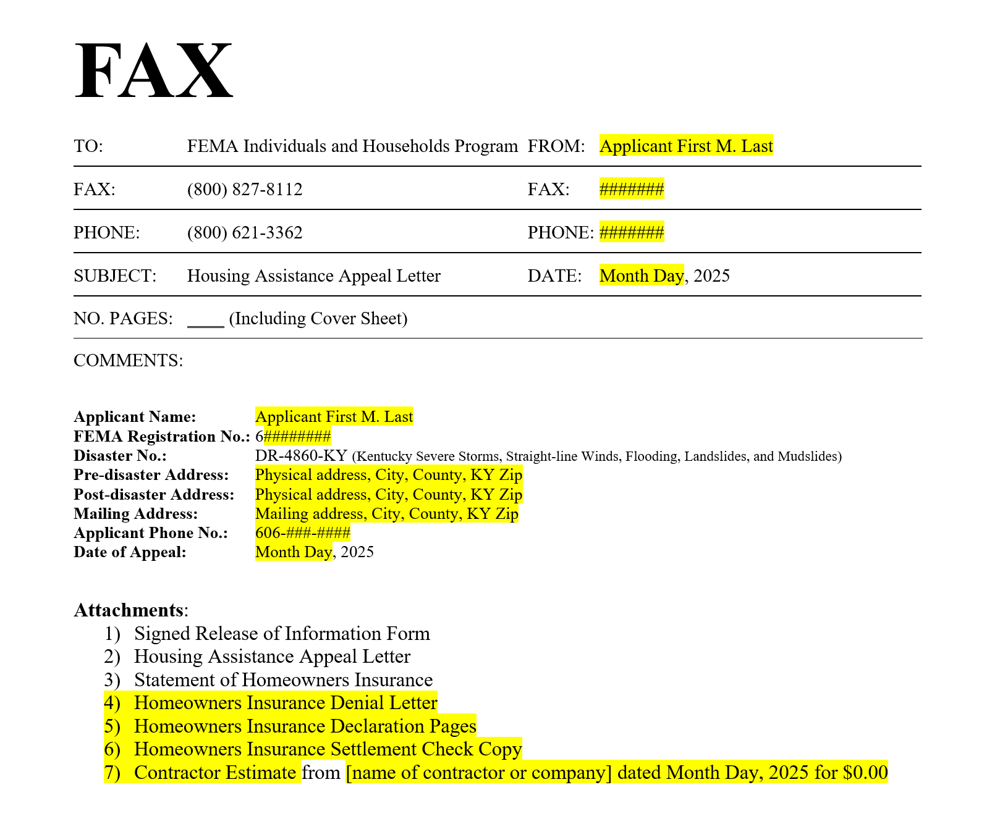 FAX
TO: FEMA Individuals and Households Program FROM: Applicant First M. Last
FAX: (800) 827-8112 FAX: #######
PHONE: (800) 621-3362 PHONE: #######
SUBJECT: Housing Assistance Appeal Letter DATE: Month Day, 2025
NO. PAGES: ____ (Including Cover Sheet)
COMMENTS:
Applicant Name: Applicant First M. Last
FEMA Registration No.: 6########
Disaster No.: DR-4860-KY (Kentucky Severe Storms, Straight-line Winds, Flooding, Landslides, and Mudslides)
Pre-disaster Address: Physical address, City, County, KY Zip
Post-disaster Address: Physical address, City, County, KY Zip
Mailing Address: Mailing address, City, County, KY Zip
Applicant Phone No.: 606-###-####
Date of Appeal: Month Day, 2025
Attachments:
1) Signed Release of Information Form
2) Housing Assistance Appeal Letter
3) Statement of Homeowners Insurance
4) Homeowners Insurance Denial Letter
5) Homeowners Insurance Declaration Pages
6) Homeowners Insurance Settlement Check Copy
7) Contractor Estimate from [name of contractor or company] dated Month Day, 2025 for $0.00